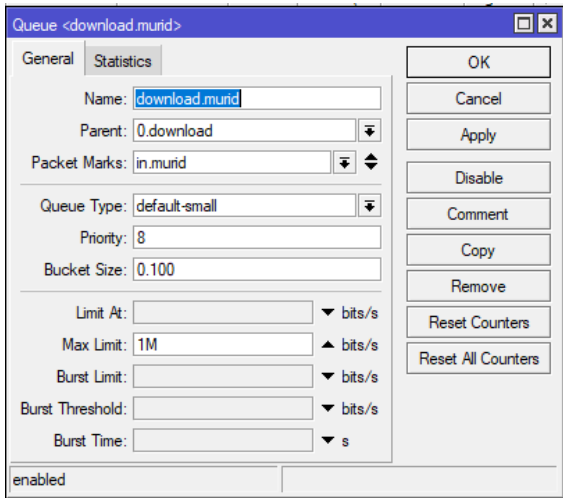 Queue <download.murid>
General Statistics
Name: download.murid
Parent: 0.download
Packet Marks: in.murid
Queue Type: default-small
Priority: 8
Bucket Size: 0.100
Limit At: bits/s
Max Limit: 1M bits/s
Burst Limit: bits/s
Burst Threshold: bits/s
Burst Time: s
OK
Cancel
Apply
Disable
Comment
Copy
Remove
Reset Counters
Reset All Counters
enabled